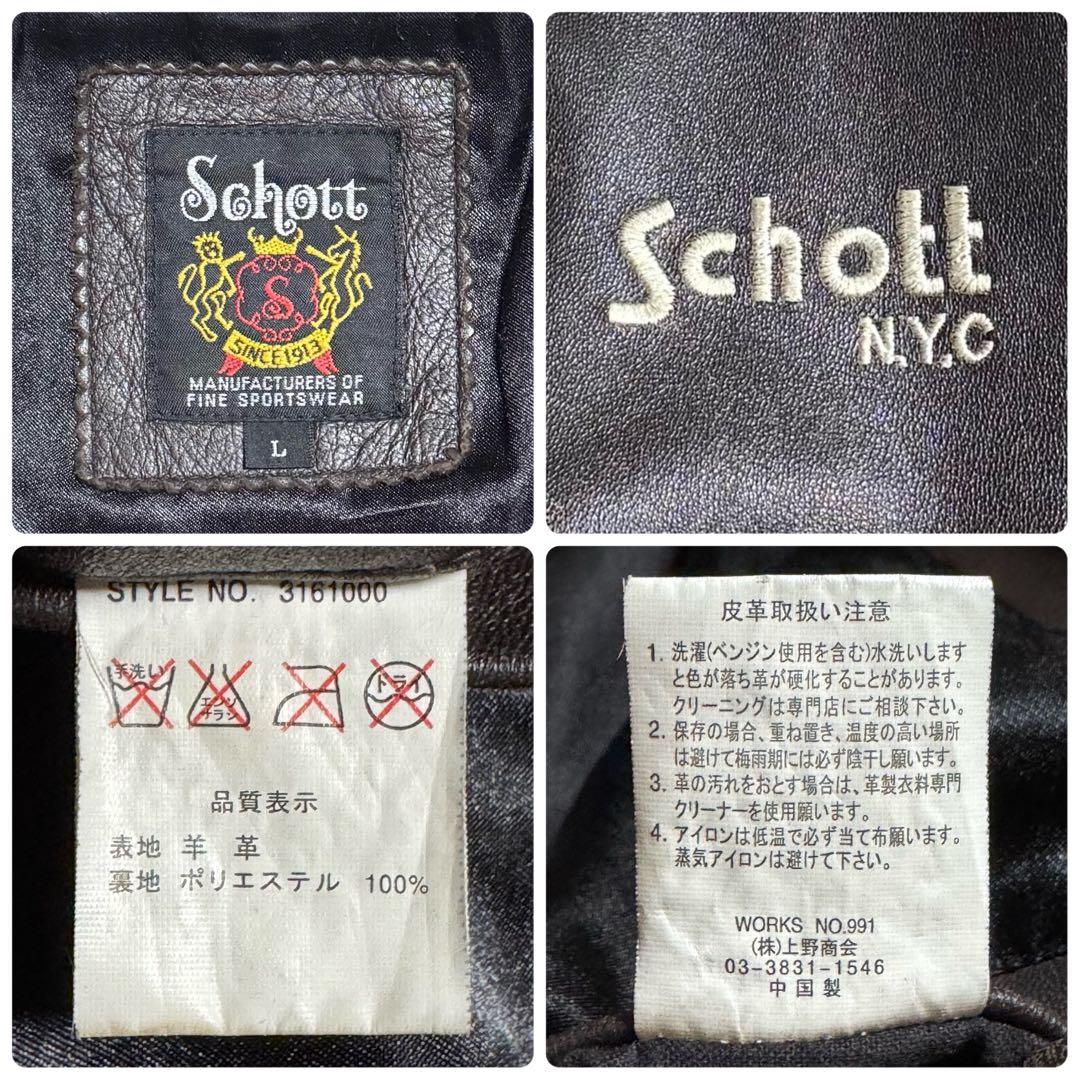 Schott
S
SINCE 1913
MANUFACTURERS OF
FINE SPORTSWEAR
L
Schott
N.Y.C
STYLE NO. 3161000
手洗い
エンソ
チラシ
ドライ
品質表示
表地 羊 革
裏地 ポリエステル 100%
皮革取扱い注意
1. 洗濯(ベンジン使用を含む)水洗いします
と色が落ち革が硬化することがあります。
クリーニングは専門店にご相談下さい。
2. 保存の場合、重ね置き、温度の高い場所
は避けて梅雨期には必ず陰干し願います。
3. 革の汚れをおとす場合は、革製衣料専門
クリーナーを使用願います。
4. アイロンは低温で必ず当て布願います。
蒸気アイロンは避けて下さい。
WORKS NO.991
(株)上野商会
03-3831-1546
中国製